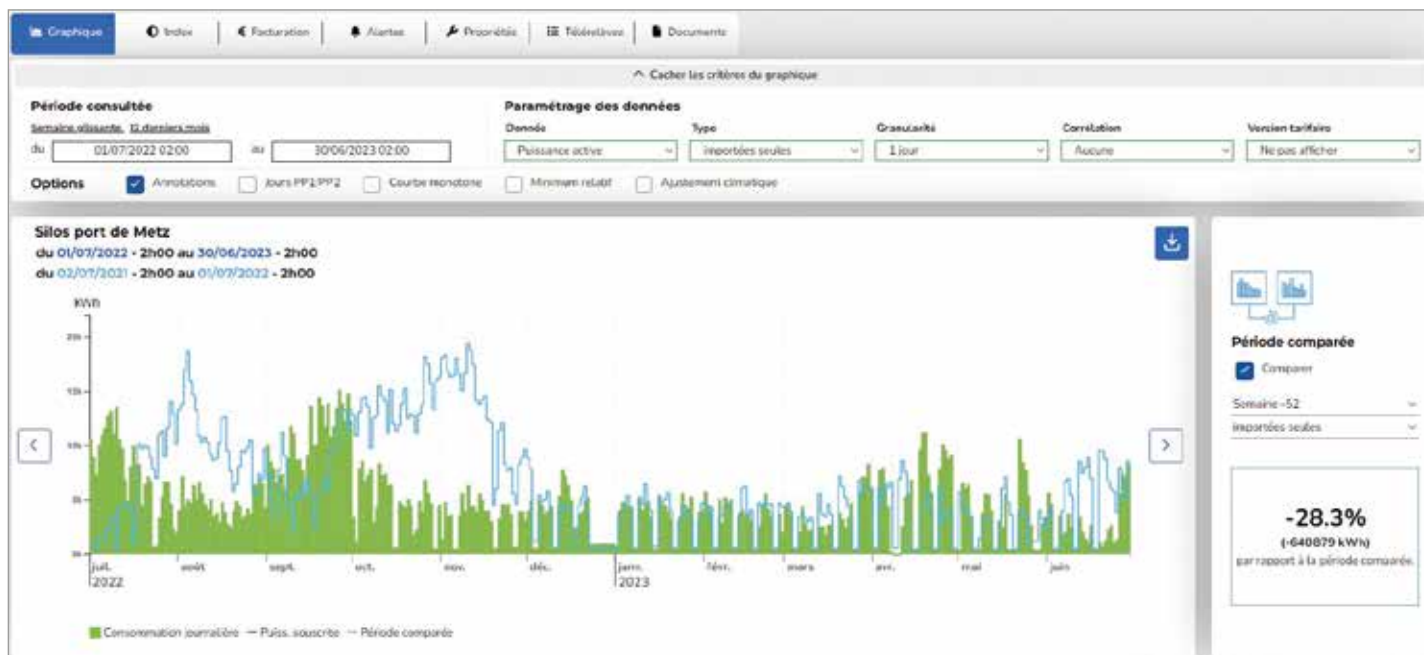 Graphique Index € Facturation Alertes Propriétés Télérelèves Documents
Cacher les critères du graphique
Période consultée Paramétrage des données
Semaine glissante, 12 derniers mois Donnée Type Granularité Corrélation Version tarifaire
du 01/07/2022 02:00 au 30/06/2023 02:00 Puissance active importées seules 1 jour Aucune Ne pas afficher
Options Annotations Jours PP1/PP2 Courbe monotone Minimum relatif Ajustement climatique
Silos port de Metz
du 01/07/2022 - 2h00 au 30/06/2023 - 2h00
du 02/07/2021 - 2h00 au 01/07/2022 - 2h00
KWh
20k
15k
10k
5k
0k
juil. août sept. oct. nov. déc. janv. févr. mars avr. mai juin
2022 2023
Consommation journalière Puiss. souscrite Période comparée
Période comparée
Comparer
Semaine -52
importées seules
-28.3%
(-640879 kWh)
par rapport à la période comparée.